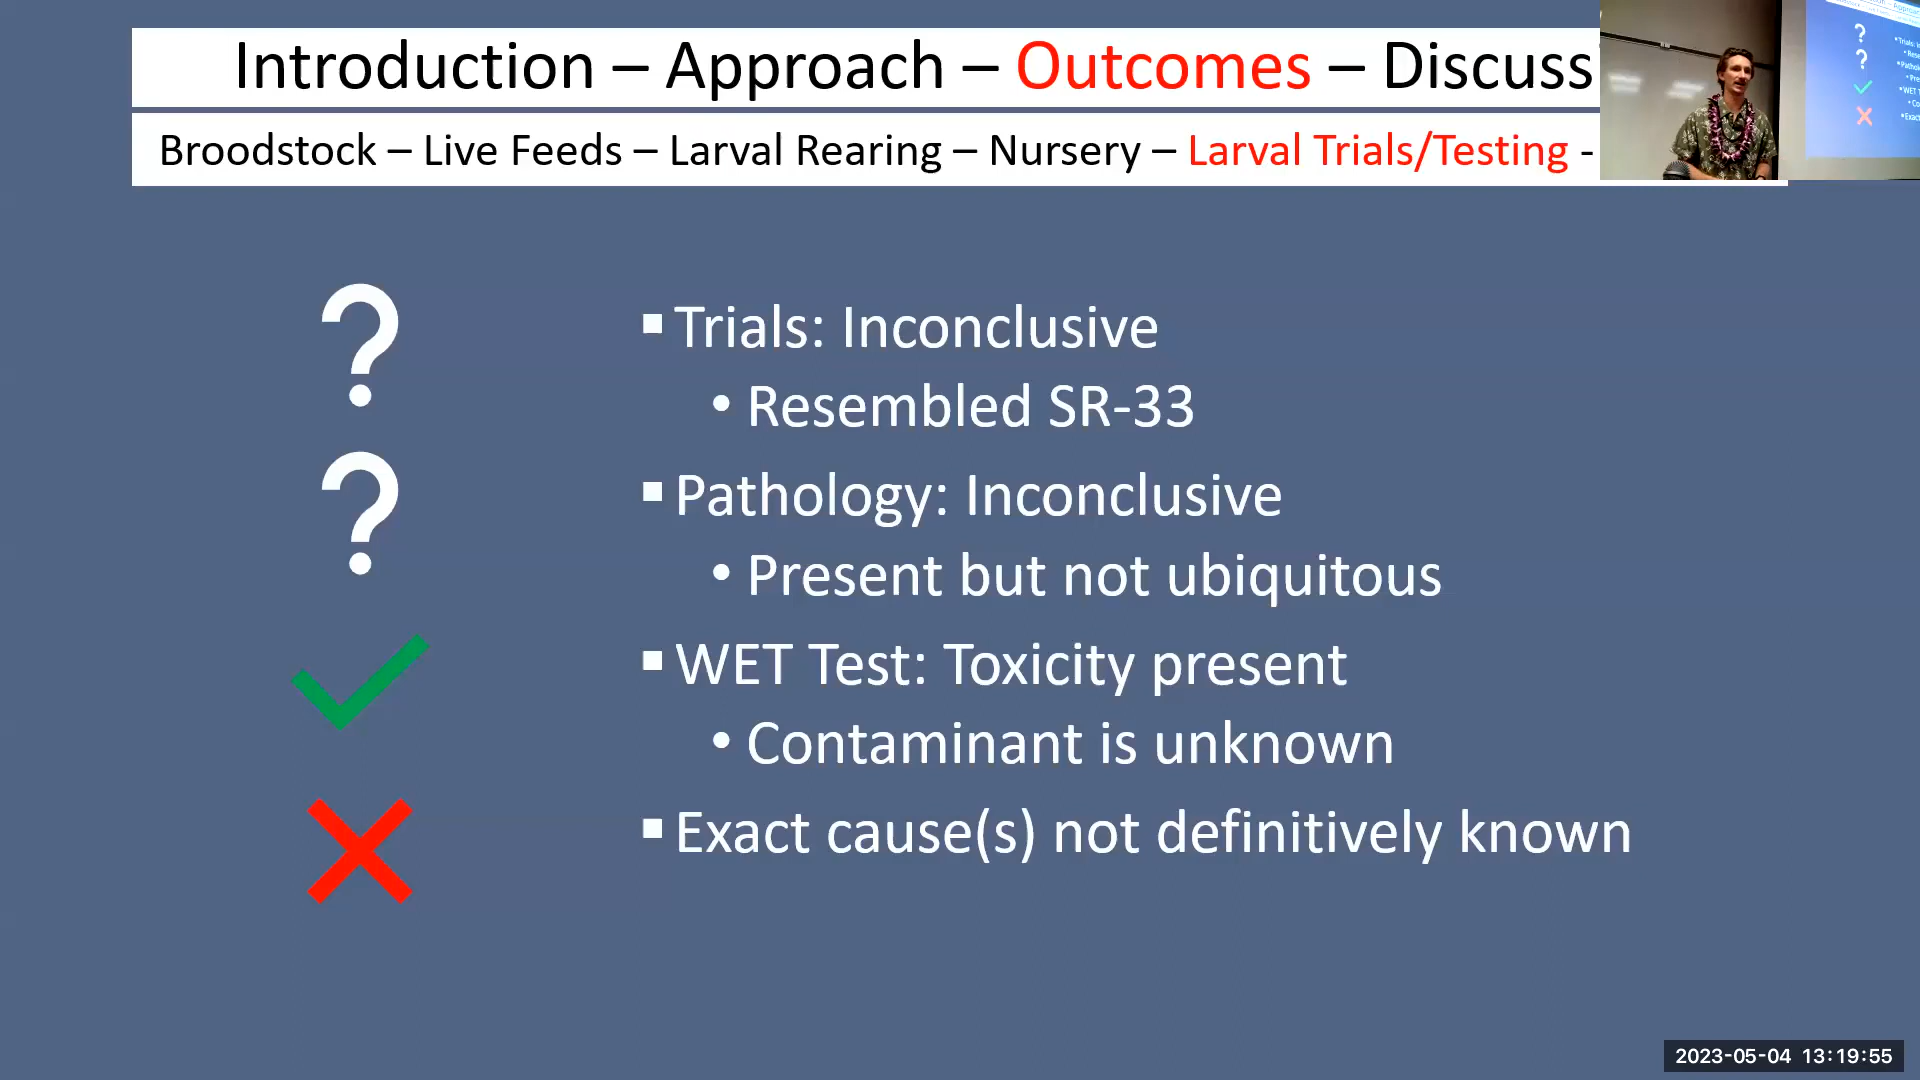 Introduction – Approach – Outcomes – Discuss
Broodstock – Live Feeds – Larval Rearing – Nursery – Larval Trials/Testing -
▪ Trials: Inconclusive
• Resembled SR-33
▪ Pathology: Inconclusive
• Present but not ubiquitous
▪ WET Test: Toxicity present
• Contaminant is unknown
▪ Exact cause(s) not definitively known
2023-05-04 13:19:55